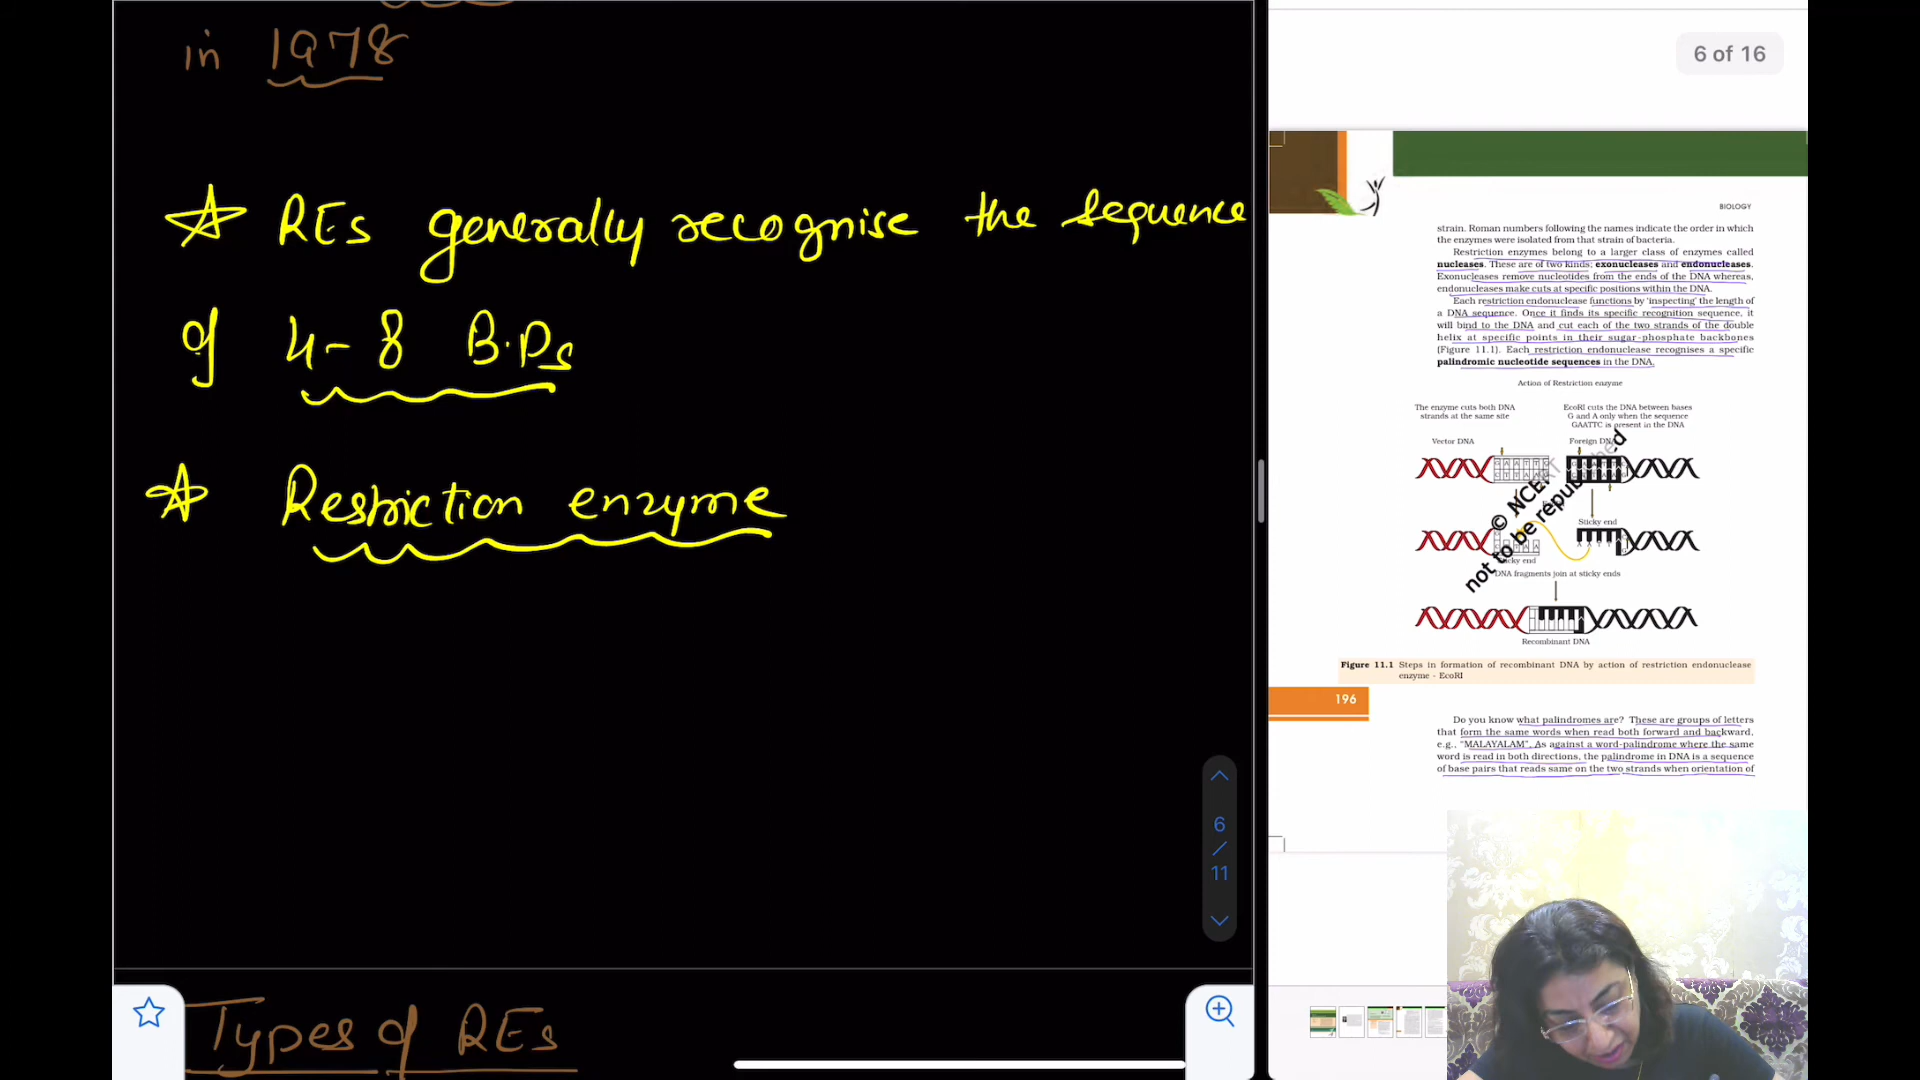 in 1978
REs generally recognise the sequence
of 4-8 B.Ps
Restriction enzyme
Types of REs
6
/
11
6 of 16
BIOLOGY
strain. Roman numbers following the names indicate the order in which
the enzymes were isolated from that strain of bacteria.
Restriction enzymes belong to a larger class of enzymes called
nucleases. These are of two kinds; exonucleases and endonucleases.
Exonucleases remove nucleotides from the ends of the DNA whereas,
endonucleases make cuts at specific positions within the DNA.
Each restriction endonuclease functions by 'inspecting' the length of
a DNA sequence. Once it finds its specific recognition sequence, it
will bind to the DNA and cut each of the two strands of the double
helix at specific points in their sugar-phosphate backbones
(Figure 11.1). Each restriction endonuclease recognises a specific
palindromic nucleotide sequences in the DNA.
Action of Restriction enzyme
The enzyme cuts both DNA
strands at the same site
EcoRI cuts the DNA between bases
G and A only when the sequence
GAATTC is present in the DNA
Vector DNA
Foreign DNA
Sticky end
Sticky end
DNA fragments join at sticky ends
Recombinant DNA
Figure 11.1 Steps in formation of recombinant DNA by action of restriction endonuclease
enzyme - EcoRI
196
Do you know what palindromes are? These are groups of letters
that form the same words when read both forward and backward,
e.g., "MALAYALAM". As against a word-palindrome where the same
word is read in both directions, the palindrome in DNA is a sequence
of base pairs that reads same on the two strands when orientation of
© NCERT
not to be republished